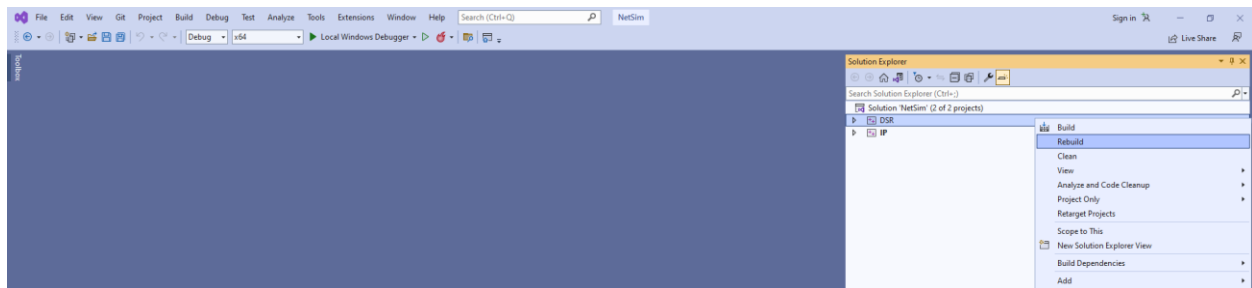 File Edit View Git Project Build Debug Test Analyze Tools Extensions Window Help Search (Ctrl+Q) NetSim Sign in
Debug x64 Local Windows Debugger Live Share
Toolbox
Solution Explorer
Search Solution Explorer (Ctrl+;)
Solution 'NetSim' (2 of 2 projects)
DSR
IP
Build
Rebuild
Clean
View
Analyze and Code Cleanup
Project Only
Retarget Projects
Scope to This
New Solution Explorer View
Build Dependencies
Add